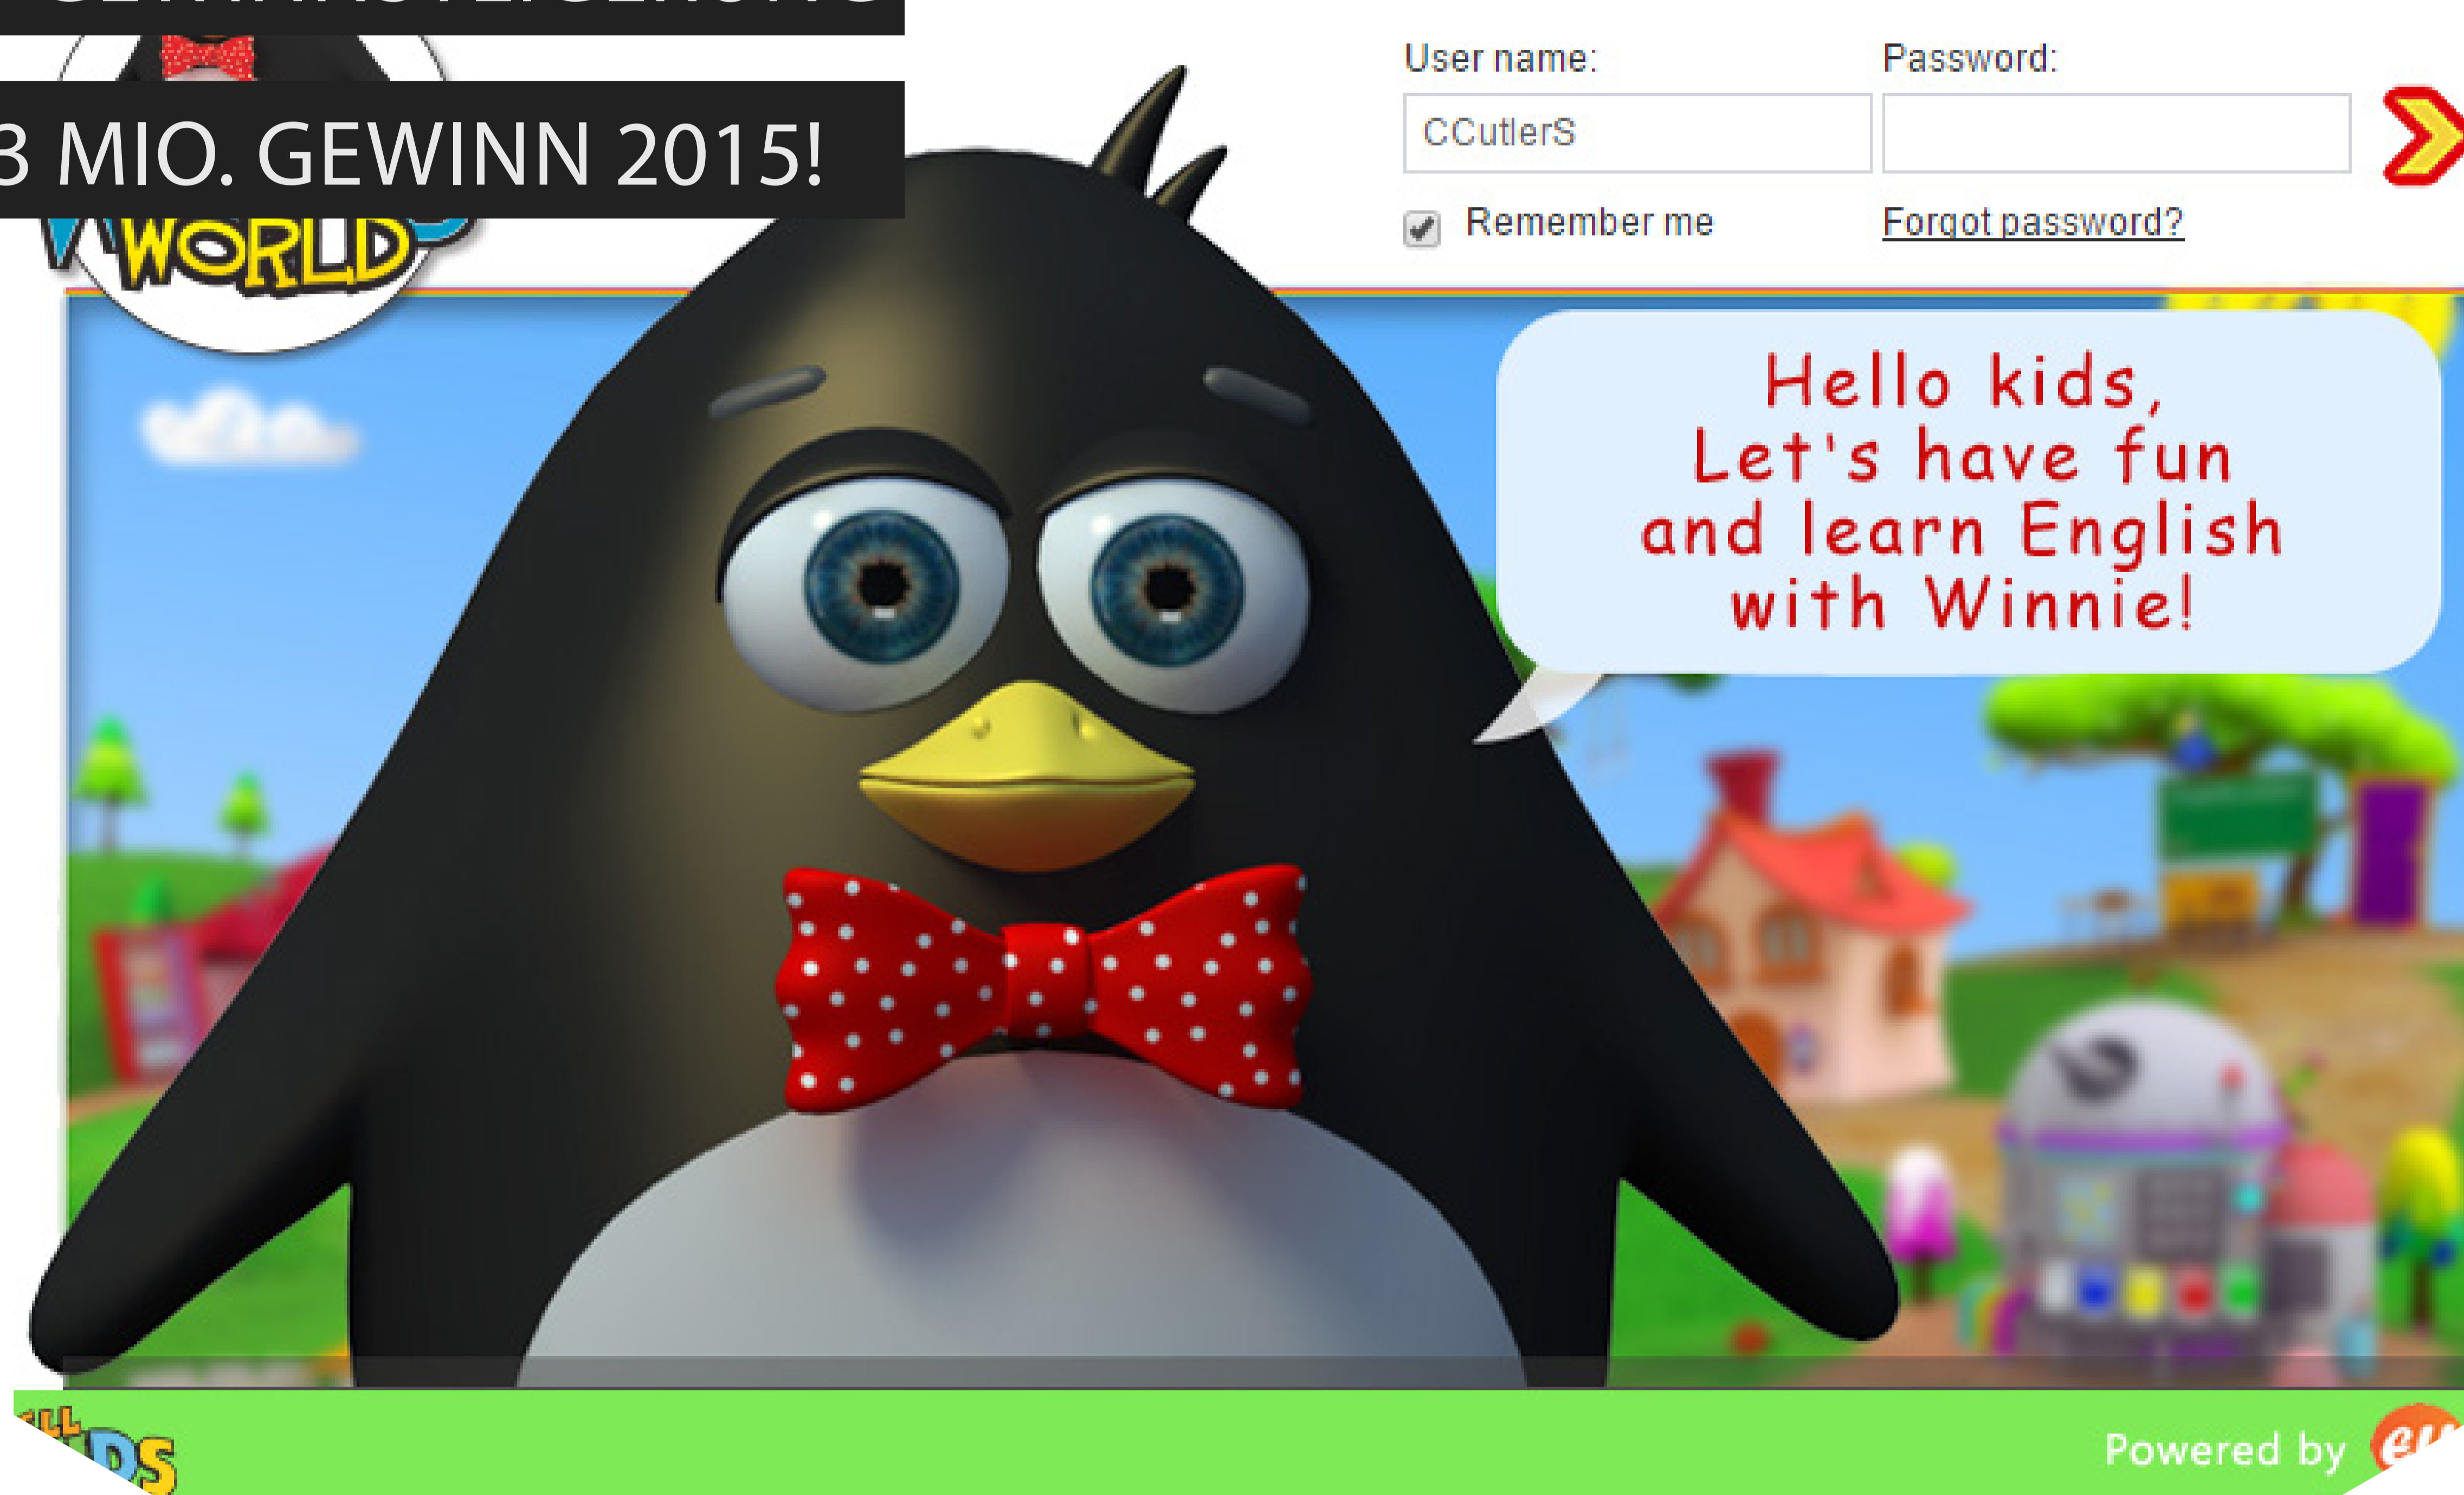 3 MIO. GEWINN 2015!
WORLD
User name:
Password:
CCutlerS
Remember me
Forgot password?
Hello kids,
Let's have fun
and learn English
with Winnie!
Powered by